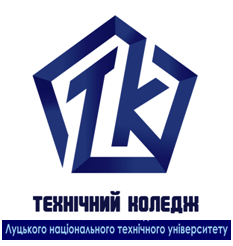 ТК
ТЕХНІЧНИЙ КОЛЕДЖ
Луцького національного технічного університету